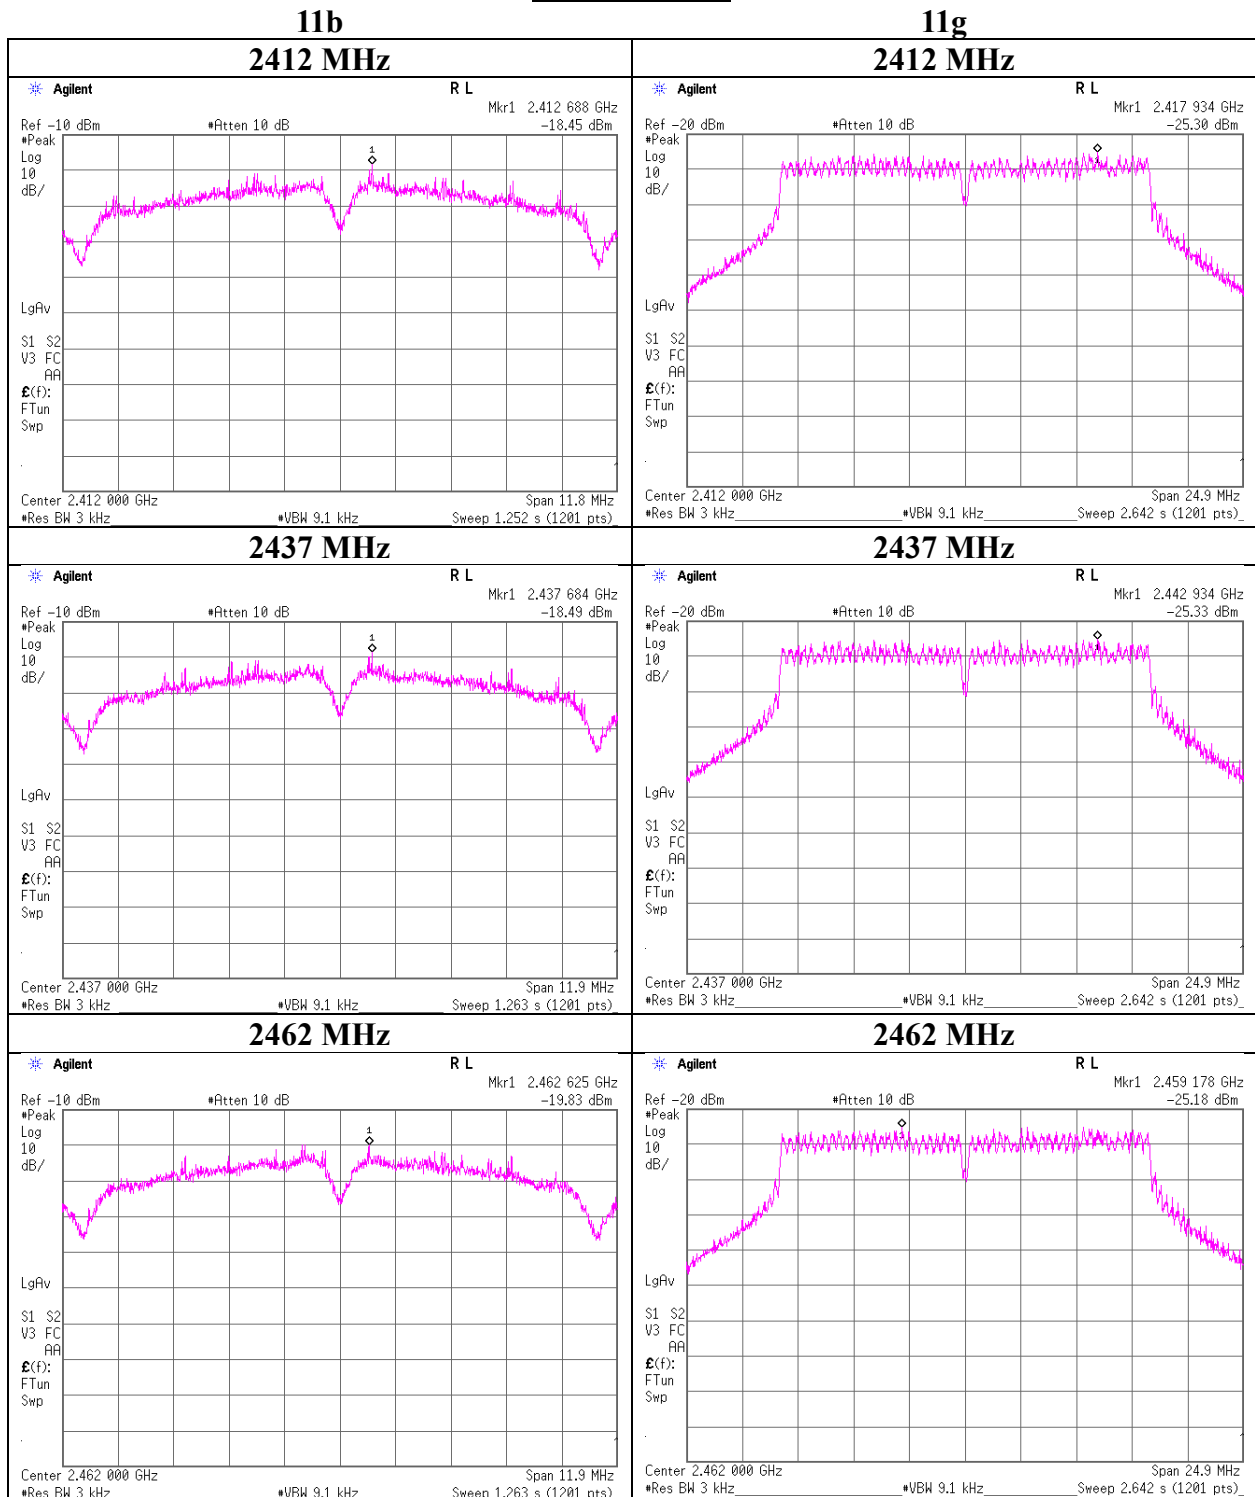 11b 11g
2412 MHz 2412 MHz
Agilent R L
Mkr1 2.412 688 GHz
Ref -10 dBm #Atten 10 dB -18.45 dBm
#Peak
Log
10
dB/
1
LgAv
S1 S2
V3 FC
AA
£(f):
FTun
Swp
Center 2.412 000 GHz Span 11.8 MHz
#Res BW 3 kHz #VBW 9.1 kHz Sweep 1.252 s (1201 pts)
Agilent R L
Mkr1 2.417 934 GHz
Ref -20 dBm #Atten 10 dB -25.30 dBm
#Peak
Log
10
dB/
LgAv
S1 S2
V3 FC
AA
£(f):
FTun
Swp
Center 2.412 000 GHz Span 24.9 MHz
#Res BW 3 kHz #VBW 9.1 kHz Sweep 2.642 s (1201 pts)
2437 MHz 2437 MHz
Agilent R L
Mkr1 2.437 684 GHz
Ref -10 dBm #Atten 10 dB -18.49 dBm
#Peak
Log
10
dB/
1
LgAv
S1 S2
V3 FC
AA
£(f):
FTun
Swp
Center 2.437 000 GHz Span 11.9 MHz
#Res BW 3 kHz #VBW 9.1 kHz Sweep 1.263 s (1201 pts)
Agilent R L
Mkr1 2.442 934 GHz
Ref -20 dBm #Atten 10 dB -25.33 dBm
#Peak
Log
10
dB/
LgAv
S1 S2
V3 FC
AA
£(f):
FTun
Swp
Center 2.437 000 GHz Span 24.9 MHz
#Res BW 3 kHz #VBW 9.1 kHz Sweep 2.642 s (1201 pts)
2462 MHz 2462 MHz
Agilent R L
Mkr1 2.462 625 GHz
Ref -10 dBm #Atten 10 dB -19.83 dBm
#Peak
Log
10
dB/
1
LgAv
S1 S2
V3 FC
AA
£(f):
FTun
Swp
Center 2.462 000 GHz Span 11.9 MHz
#Res BW 3 kHz #VBW 9.1 kHz Sweep 1.263 s (1201 pts)
Agilent R L
Mkr1 2.459 178 GHz
Ref -20 dBm #Atten 10 dB -25.18 dBm
#Peak
Log
10
dB/
LgAv
S1 S2
V3 FC
AA
£(f):
FTun
Swp
Center 2.462 000 GHz Span 24.9 MHz
#Res BW 3 kHz #VBW 9.1 kHz Sweep 2.642 s (1201 pts)